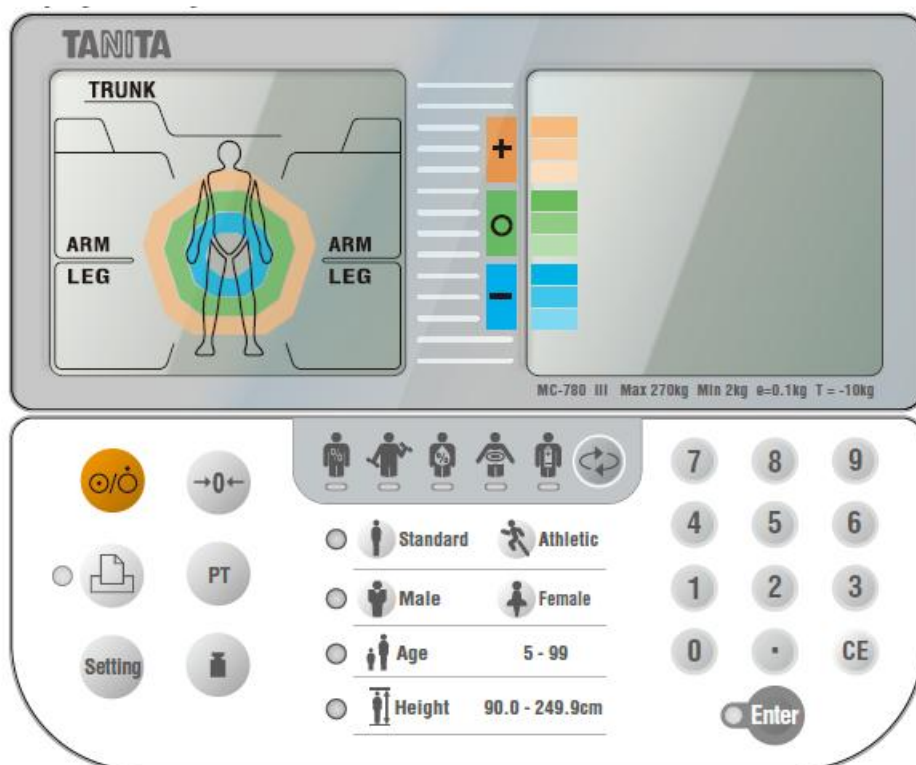 TANITA
TRUNK
ARM
ARM
LEG
LEG
+
−
MC-780 III Max 270kg Min 2kg e=0.1kg T = -10kg
→0←
PT
Setting
%
%
Standard
Athletic
Male
Female
Age
5 - 99
Height
90.0 - 249.9cm
7 8 9
4 5 6
1 2 3
0 . CE
Enter